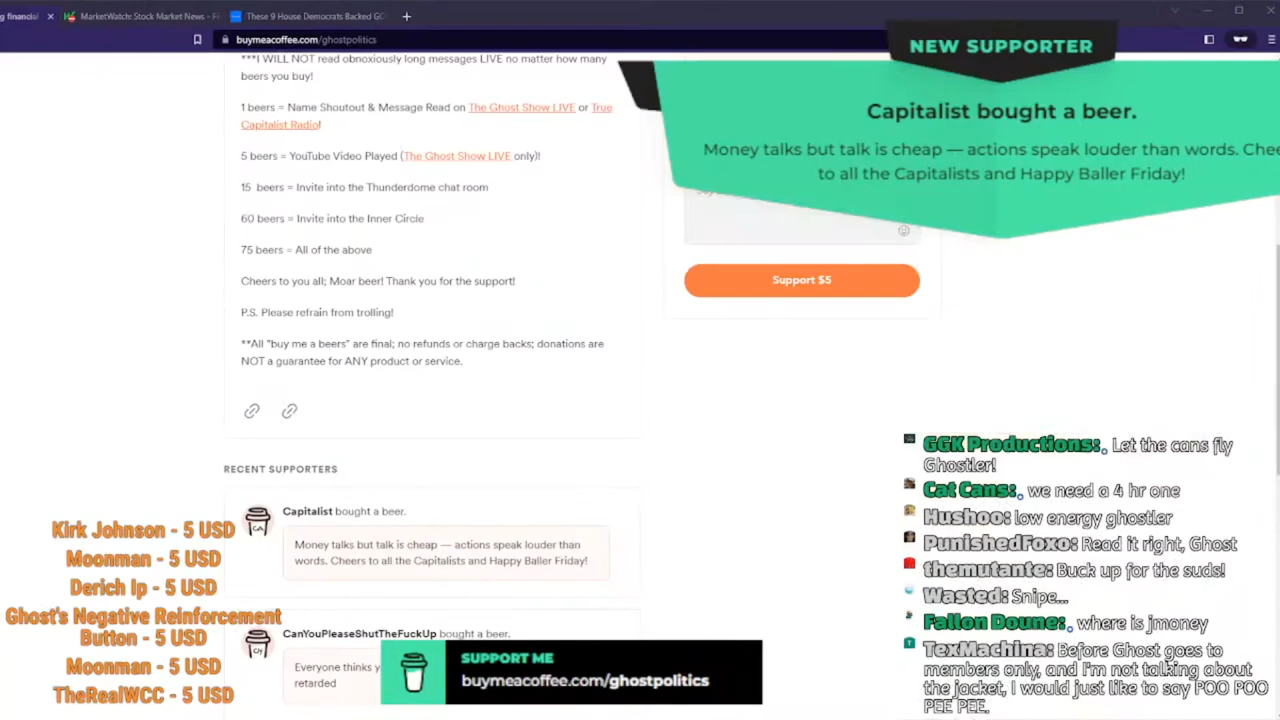 g financial
MarketWatch: Stock Market News - Fi
These 9 House Democrats Backed GO
buymeacoffee.com/ghostpolitics
***I WILL NOT read obnoxiously long messages LIVE no matter how many
beers you buy!
1 beers = Name Shoutout & Message Read on The Ghost Show LIVE or True
Capitalist Radio!
5 beers = YouTube Video Played (The Ghost Show LIVE only)!
15 beers = Invite into the Thunderdome chat room
60 beers = Invite into the Inner Circle
75 beers = All of the above
Cheers to you all; Moar beer! Thank you for the support!
P.S. Please refrain from trolling!
**All "buy me a beers" are final; no refunds or charge backs; donations are
NOT a guarantee for ANY product or service.
NEW SUPPORTER
Capitalist bought a beer.
Money talks but talk is cheap — actions speak louder than words. Chee
to all the Capitalists and Happy Baller Friday!
Support $5
RECENT SUPPORTERS
CA
Capitalist bought a beer.
Money talks but talk is cheap — actions speak louder than
words. Cheers to all the Capitalists and Happy Baller Friday!
CanYouPleaseShutTheFuckUp bought a beer.
Everyone thinks y
retarded
SUPPORT ME
buymeacoffee.com/ghostpolitics
Kirk Johnson - 5 USD
Moonman - 5 USD
Derich Ip - 5 USD
Ghost's Negative Reinforcement
Button - 5 USD
Moonman - 5 USD
TheRealWCC - 5 USD
GGK Productions: Let the cans fly
Ghostler!
Cat Cans: we need a 4 hr one
Hushoo: low energy ghostler
PunishedFoxo: Read it right, Ghost
themutante: Buck up for the suds!
Wasted: Snipe...
Fallon Doune: where is jmoney
TexMachina: Before Ghost goes to
members only, and i'm not talking about
the jacket, I would just like to say POO POO
PEE PEE.